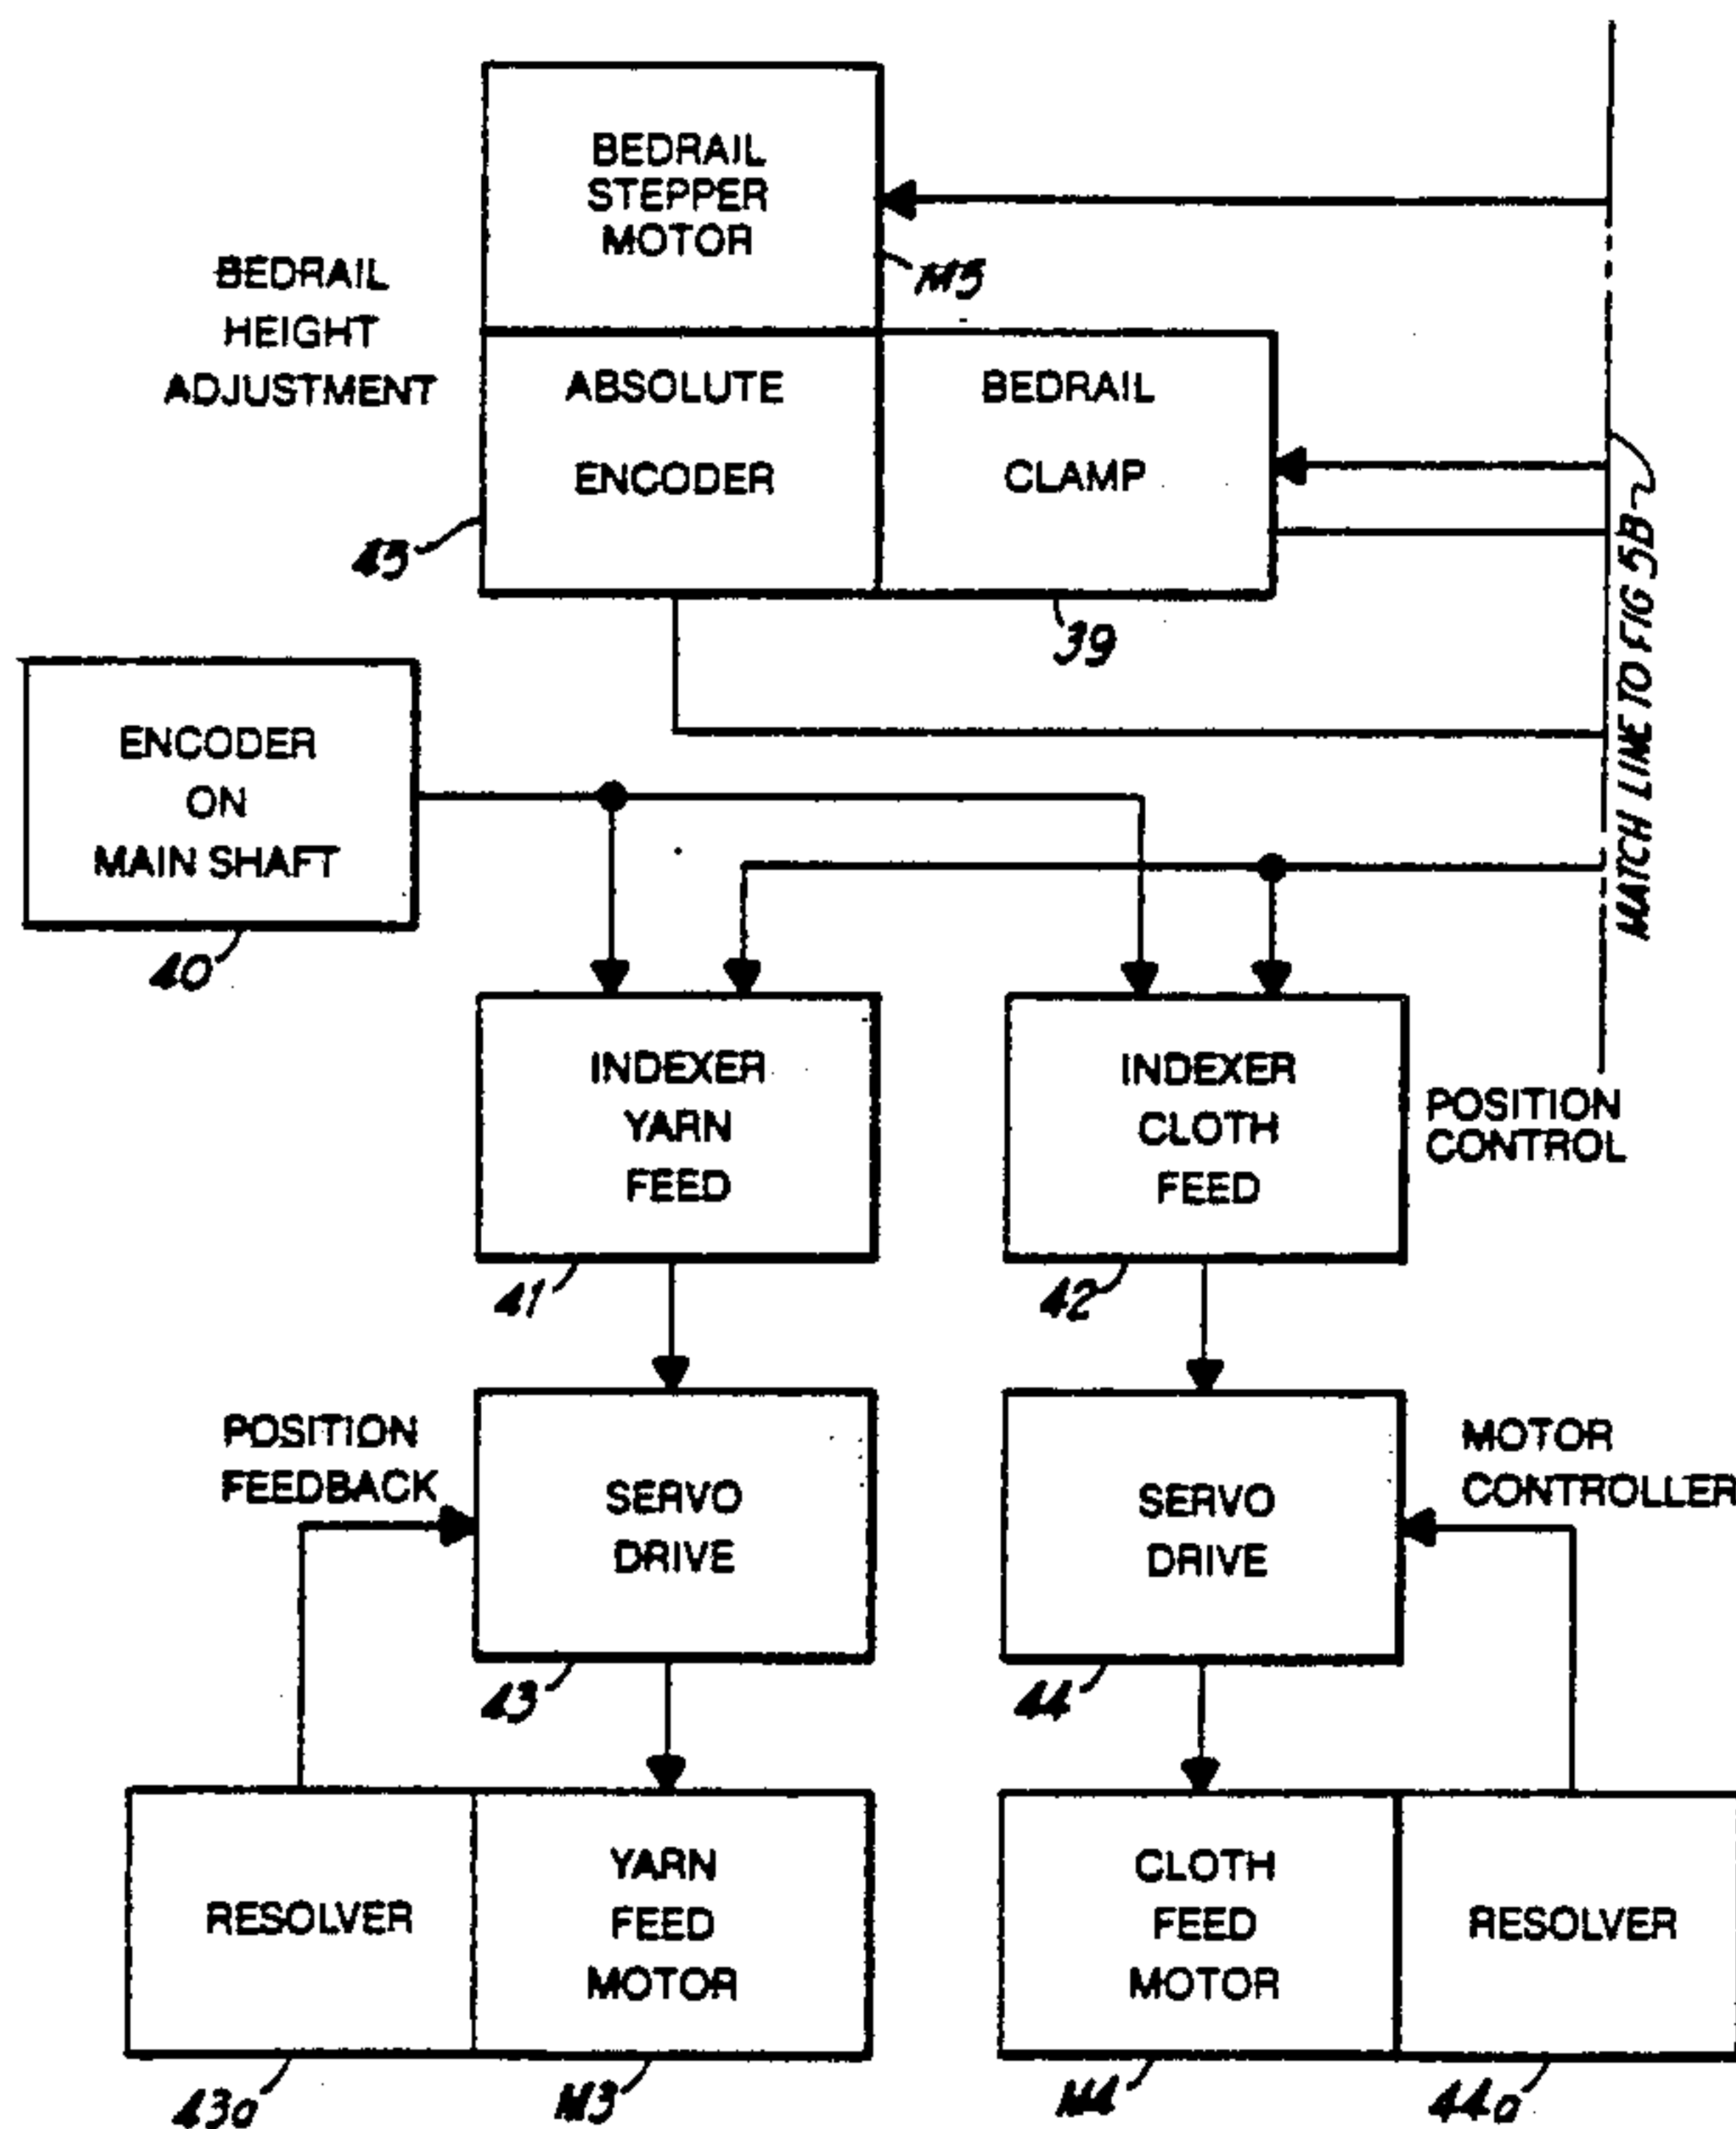 BEDRAIL
STEPPER
MOTOR
M5
BEDRAIL
HEIGHT
ADJUSTMENT
ABSOLUTE
ENCODER
BEDRAIL
CLAMP
45
39
MATCH LINE TO FIG 5B
ENCODER
ON
MAIN SHAFT
40
INDEXER
YARN
FEED
INDEXER
CLOTH
FEED
POSITION
CONTROL
41
42
POSITION
FEEDBACK
SERVO
DRIVE
SERVO
DRIVE
MOTOR
CONTROLLER
43
44
RESOLVER
YARN
FEED
MOTOR
CLOTH
FEED
MOTOR
RESOLVER
43a
M3
M4
44a